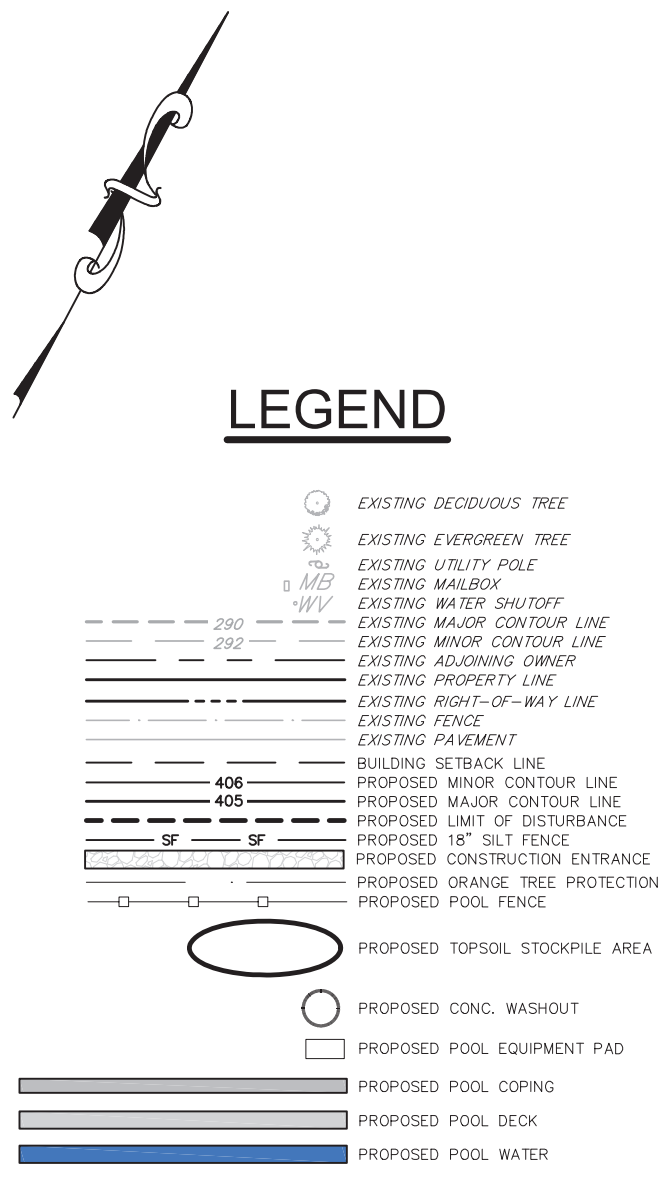 LEGEND
EXISTING DECIDUOUS TREE
EXISTING EVERGREEN TREE
EXISTING UTILITY POLE
MB EXISTING MAILBOX
WV EXISTING WATER SHUTOFF
290 EXISTING MAJOR CONTOUR LINE
292 EXISTING MINOR CONTOUR LINE
EXISTING ADJOINING OWNER
EXISTING PROPERTY LINE
EXISTING RIGHT-OF-WAY LINE
EXISTING FENCE
EXISTING PAVEMENT
BUILDING SETBACK LINE
406 PROPOSED MINOR CONTOUR LINE
405 PROPOSED MAJOR CONTOUR LINE
PROPOSED LIMIT OF DISTURBANCE
SF SF PROPOSED 18" SILT FENCE
PROPOSED CONSTRUCTION ENTRANCE
PROPOSED ORANGE TREE PROTECTION
PROPOSED POOL FENCE
PROPOSED TOPSOIL STOCKPILE AREA
PROPOSED CONC. WASHOUT
PROPOSED POOL EQUIPMENT PAD
PROPOSED POOL COPING
PROPOSED POOL DECK
PROPOSED POOL WATER